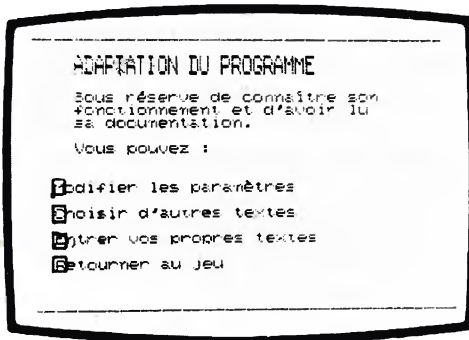 ADAPTATION DU PROGRAMME
Sous réserve de connaître son
fonctionnement et d'avoir lu
sa documentation.
Vous pouvez :
Modifier les paramètres
Choisir d'autres textes
Entrer vos propres textes
Retourner au jeu